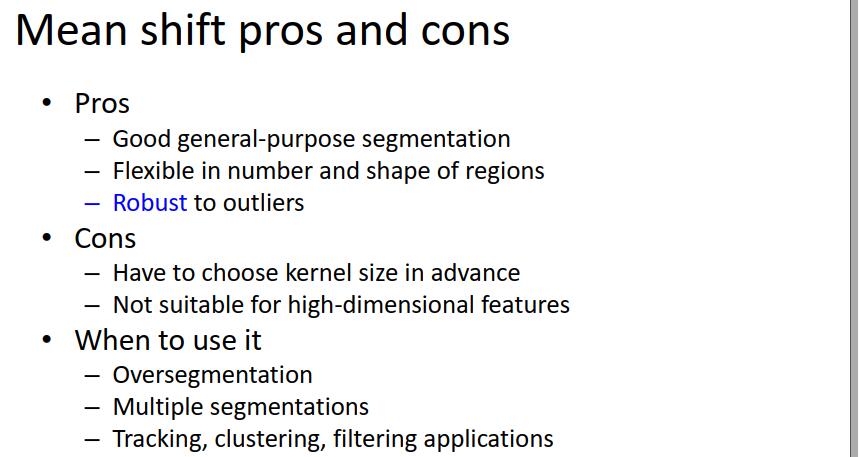 Mean shift pros and cons
• Pros
– Good general-purpose segmentation
– Flexible in number and shape of regions
– Robust to outliers
• Cons
– Have to choose kernel size in advance
– Not suitable for high-dimensional features
• When to use it
– Oversegmentation
– Multiple segmentations
– Tracking, clustering, filtering applications